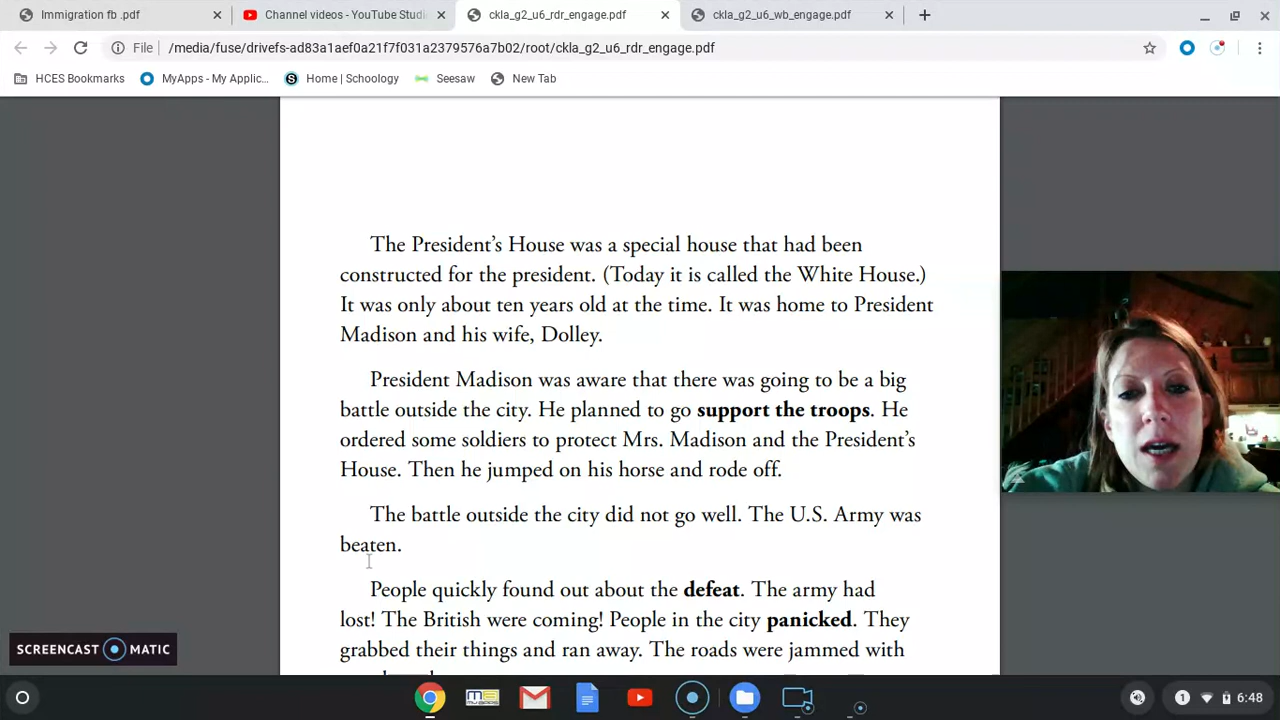 Immigration fb .pdf
Channel videos - YouTube Studi
ckla_g2_u6_rdr_engage.pdf
ckla_g2_u6_wb_engage.pdf
File
/media/fuse/drivefs-ad83a1aef0a21f7f031a2379576a7b02/root/ckla_g2_u6_rdr_engage.pdf
HCES Bookmarks
MyApps - My Applic...
Home | Schoology
Seesaw
New Tab
The President's House was a special house that had been
constructed for the president. (Today it is called the White House.)
It was only about ten years old at the time. It was home to President
Madison and his wife, Dolley.
President Madison was aware that there was going to be a big
battle outside the city. He planned to go support the troops. He
ordered some soldiers to protect Mrs. Madison and the President's
House. Then he jumped on his horse and rode off.
The battle outside the city did not go well. The U.S. Army was
beaten.
People quickly found out about the defeat. The army had
lost! The British were coming! People in the city panicked. They
grabbed their things and ran away. The roads were jammed with
SCREENCAST MATIC
1
6:48